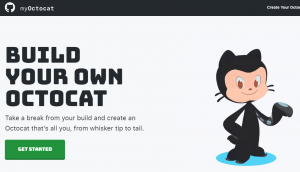 myOctocat
Create Your Octo
BUILD
YOUR OWN
OCTOCAT
Take a break from your build and create an
Octocat that's all you, from whisker tip to tail.
GET STARTED